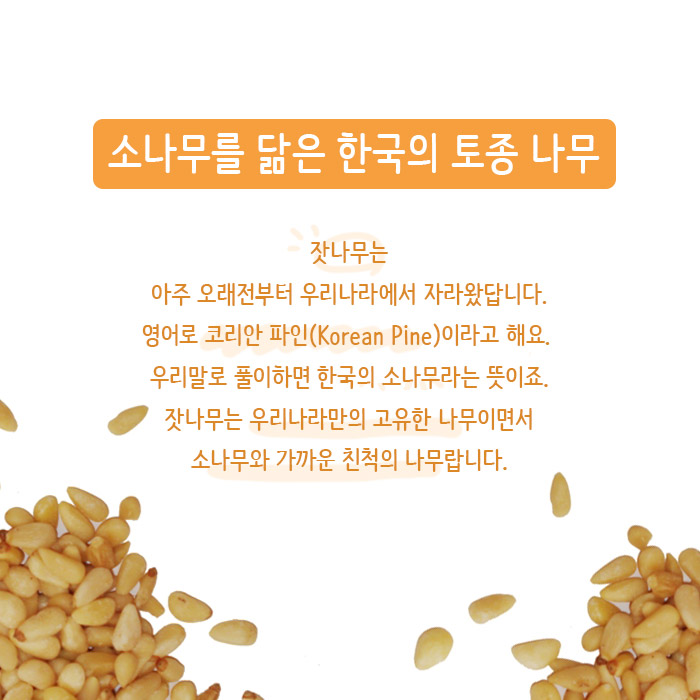 소나무를 닮은 한국의 토종 나무
잣나무는
아주 오래전부터 우리나라에서 자라왔답니다.
영어로 코리안 파인(Korean Pine)이라고 해요.
우리말로 풀이하면 한국의 소나무라는 뜻이죠.
잣나무는 우리나라만의 고유한 나무이면서
소나무와 가까운 친척의 나무랍니다.